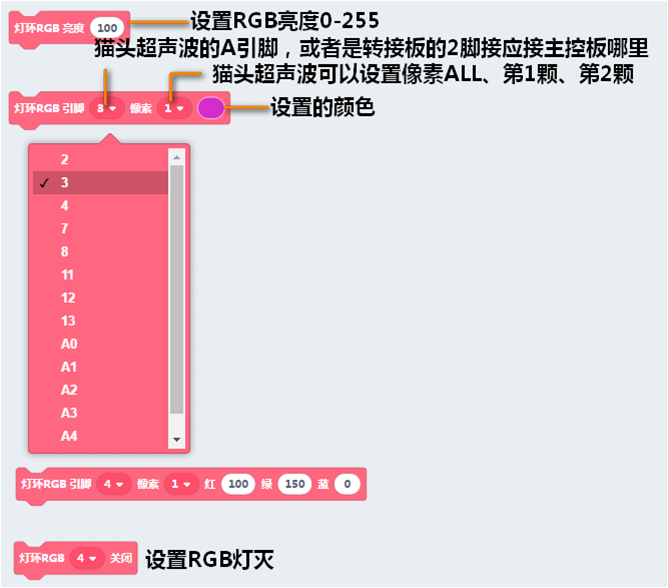 灯环RGB 亮度 100 设置RGB亮度0-255
猫头超声波的A引脚，或者是转接板的2脚接应接主控板哪里
猫头超声波可以设置像素ALL、第1颗、第2颗
灯环RGB 引脚 3 像素 1 设置的颜色
2
✓ 3
4
7
8
11
12
13
A0
A1
A2
A3
A4
灯环RGB 引脚 4 像素 1 红 100 绿 150 蓝 0
灯环RGB 4 关闭 设置RGB灯灭